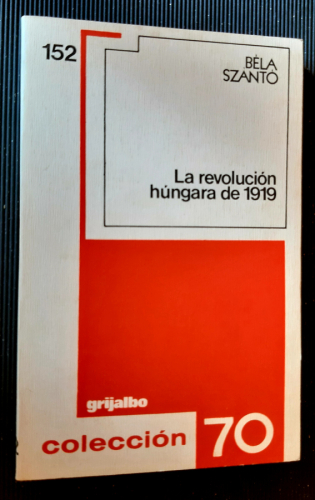 152
BÉLA
SZANTÓ
La revolución
húngara de 1919
grijalbo
colección 70